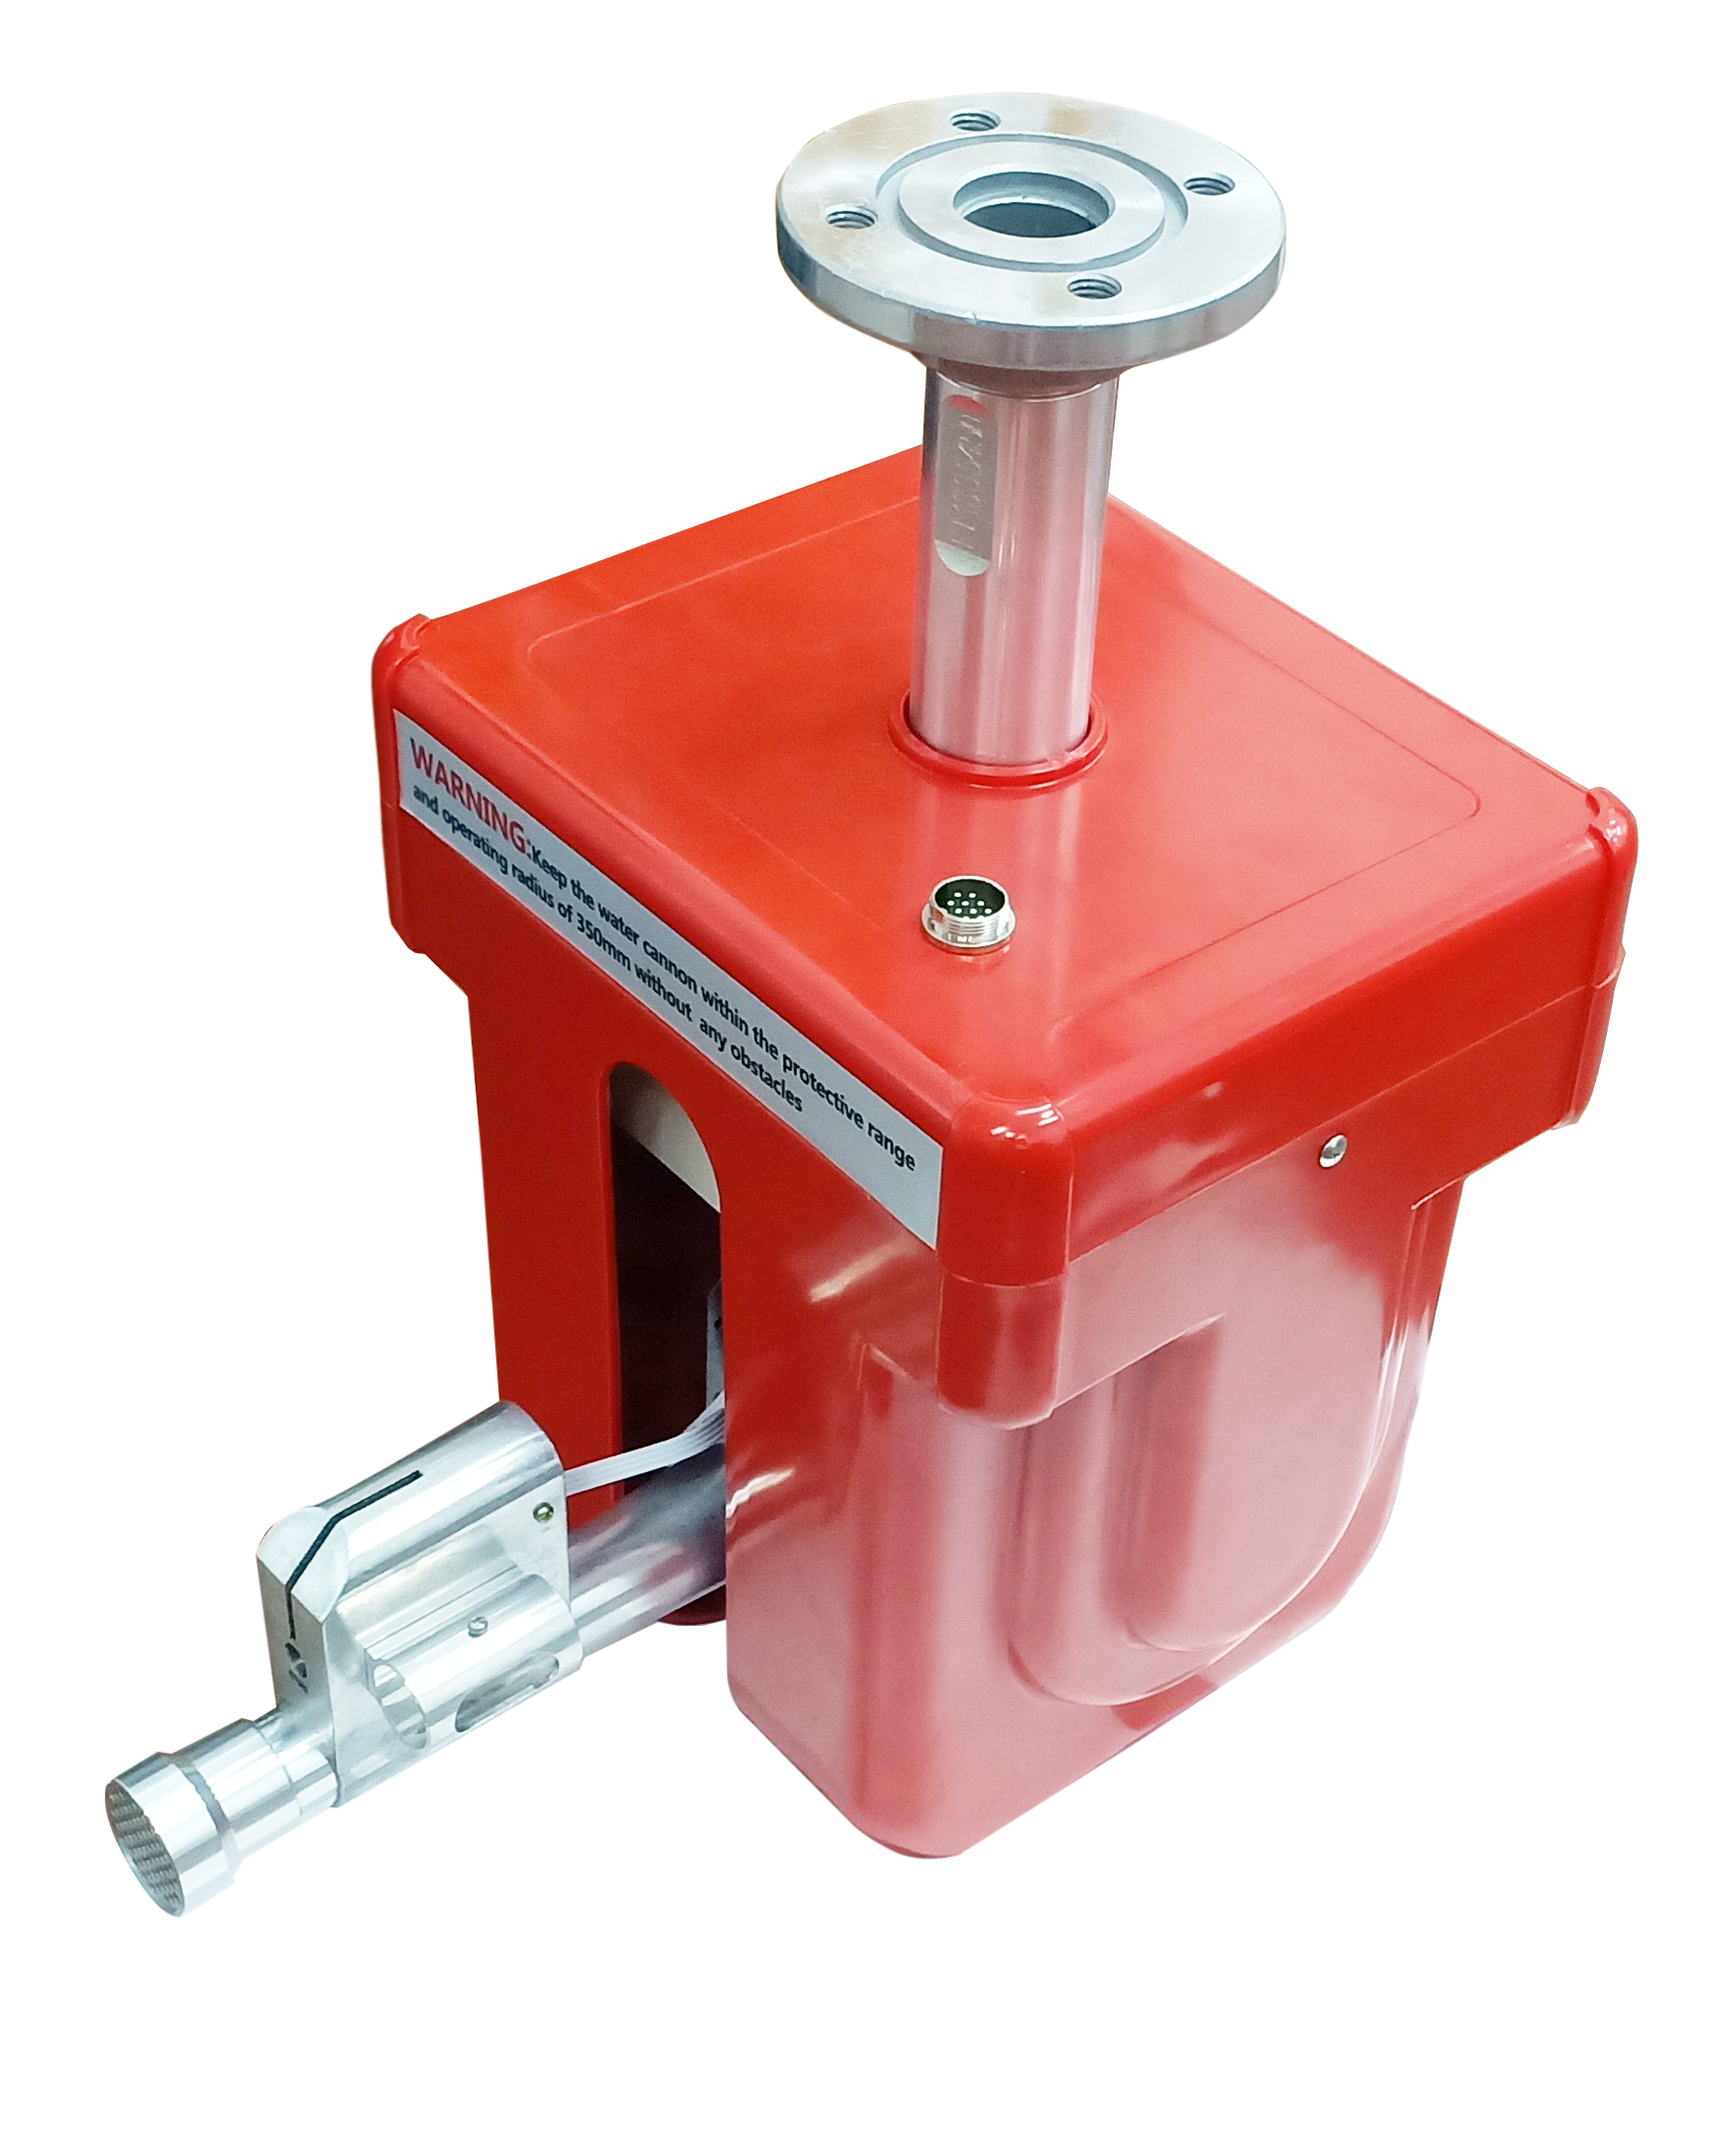 WARNING:Keep the water cannon within the protective range
and operating radius of 350mm without any obstacles